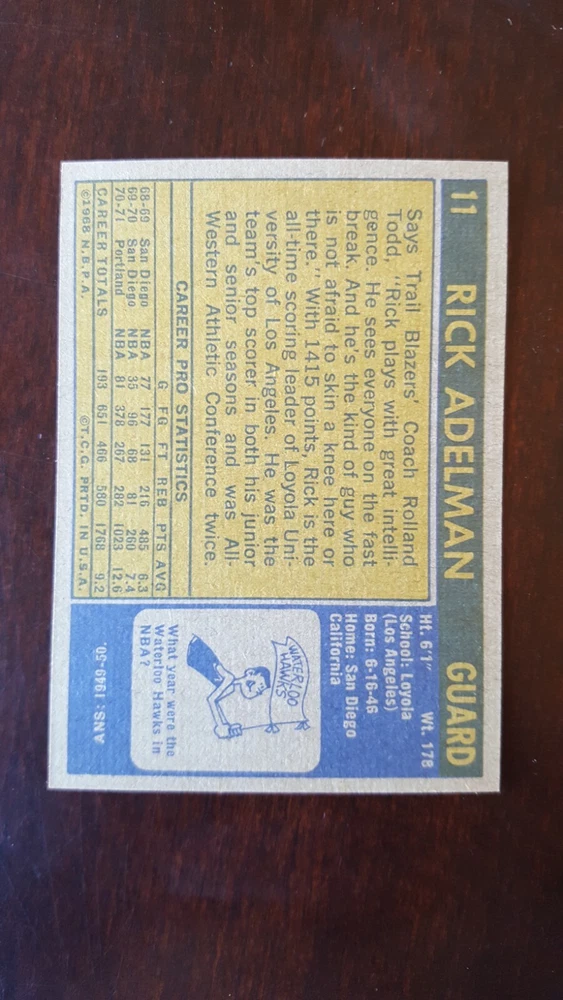 11 RICK ADELMAN GUARD
Says Trail Blazers' Coach Rolland
Todd, "Rick plays with great intelli-
gence. He sees everyone on the fast
break. And he's the kind of guy who
is not afraid to skin a knee here or
there." With 1415 points, Rick is the
all-time scoring leader of Loyola Uni-
versity of Los Angeles. He was the
team's top scorer in both his junior
and senior seasons and was All-
Western Athletic Conference twice.
CAREER PRO STATISTICS
G FG FT REB PTS AVG
68-69 San Diego NBA 77 177 131 216 485 6.3
69-70 San Diego NBA 35 96 68 81 260 7.4
70-71 Portland NBA 81 378 267 282 1023 12.6
CAREER TOTALS 193 651 466 580 1768 9.2
©1968 N.B.P.A. ©T.C.G. PRTD. IN U.S.A.
Ht. 6'1" Wt. 178
School: Loyola
(Los Angeles)
Born: 6-16-46
Home: San Diego
California
WATERLOO
HAWKS
What year were the
Waterloo Hawks in
NBA?
ANS: 1949-50.